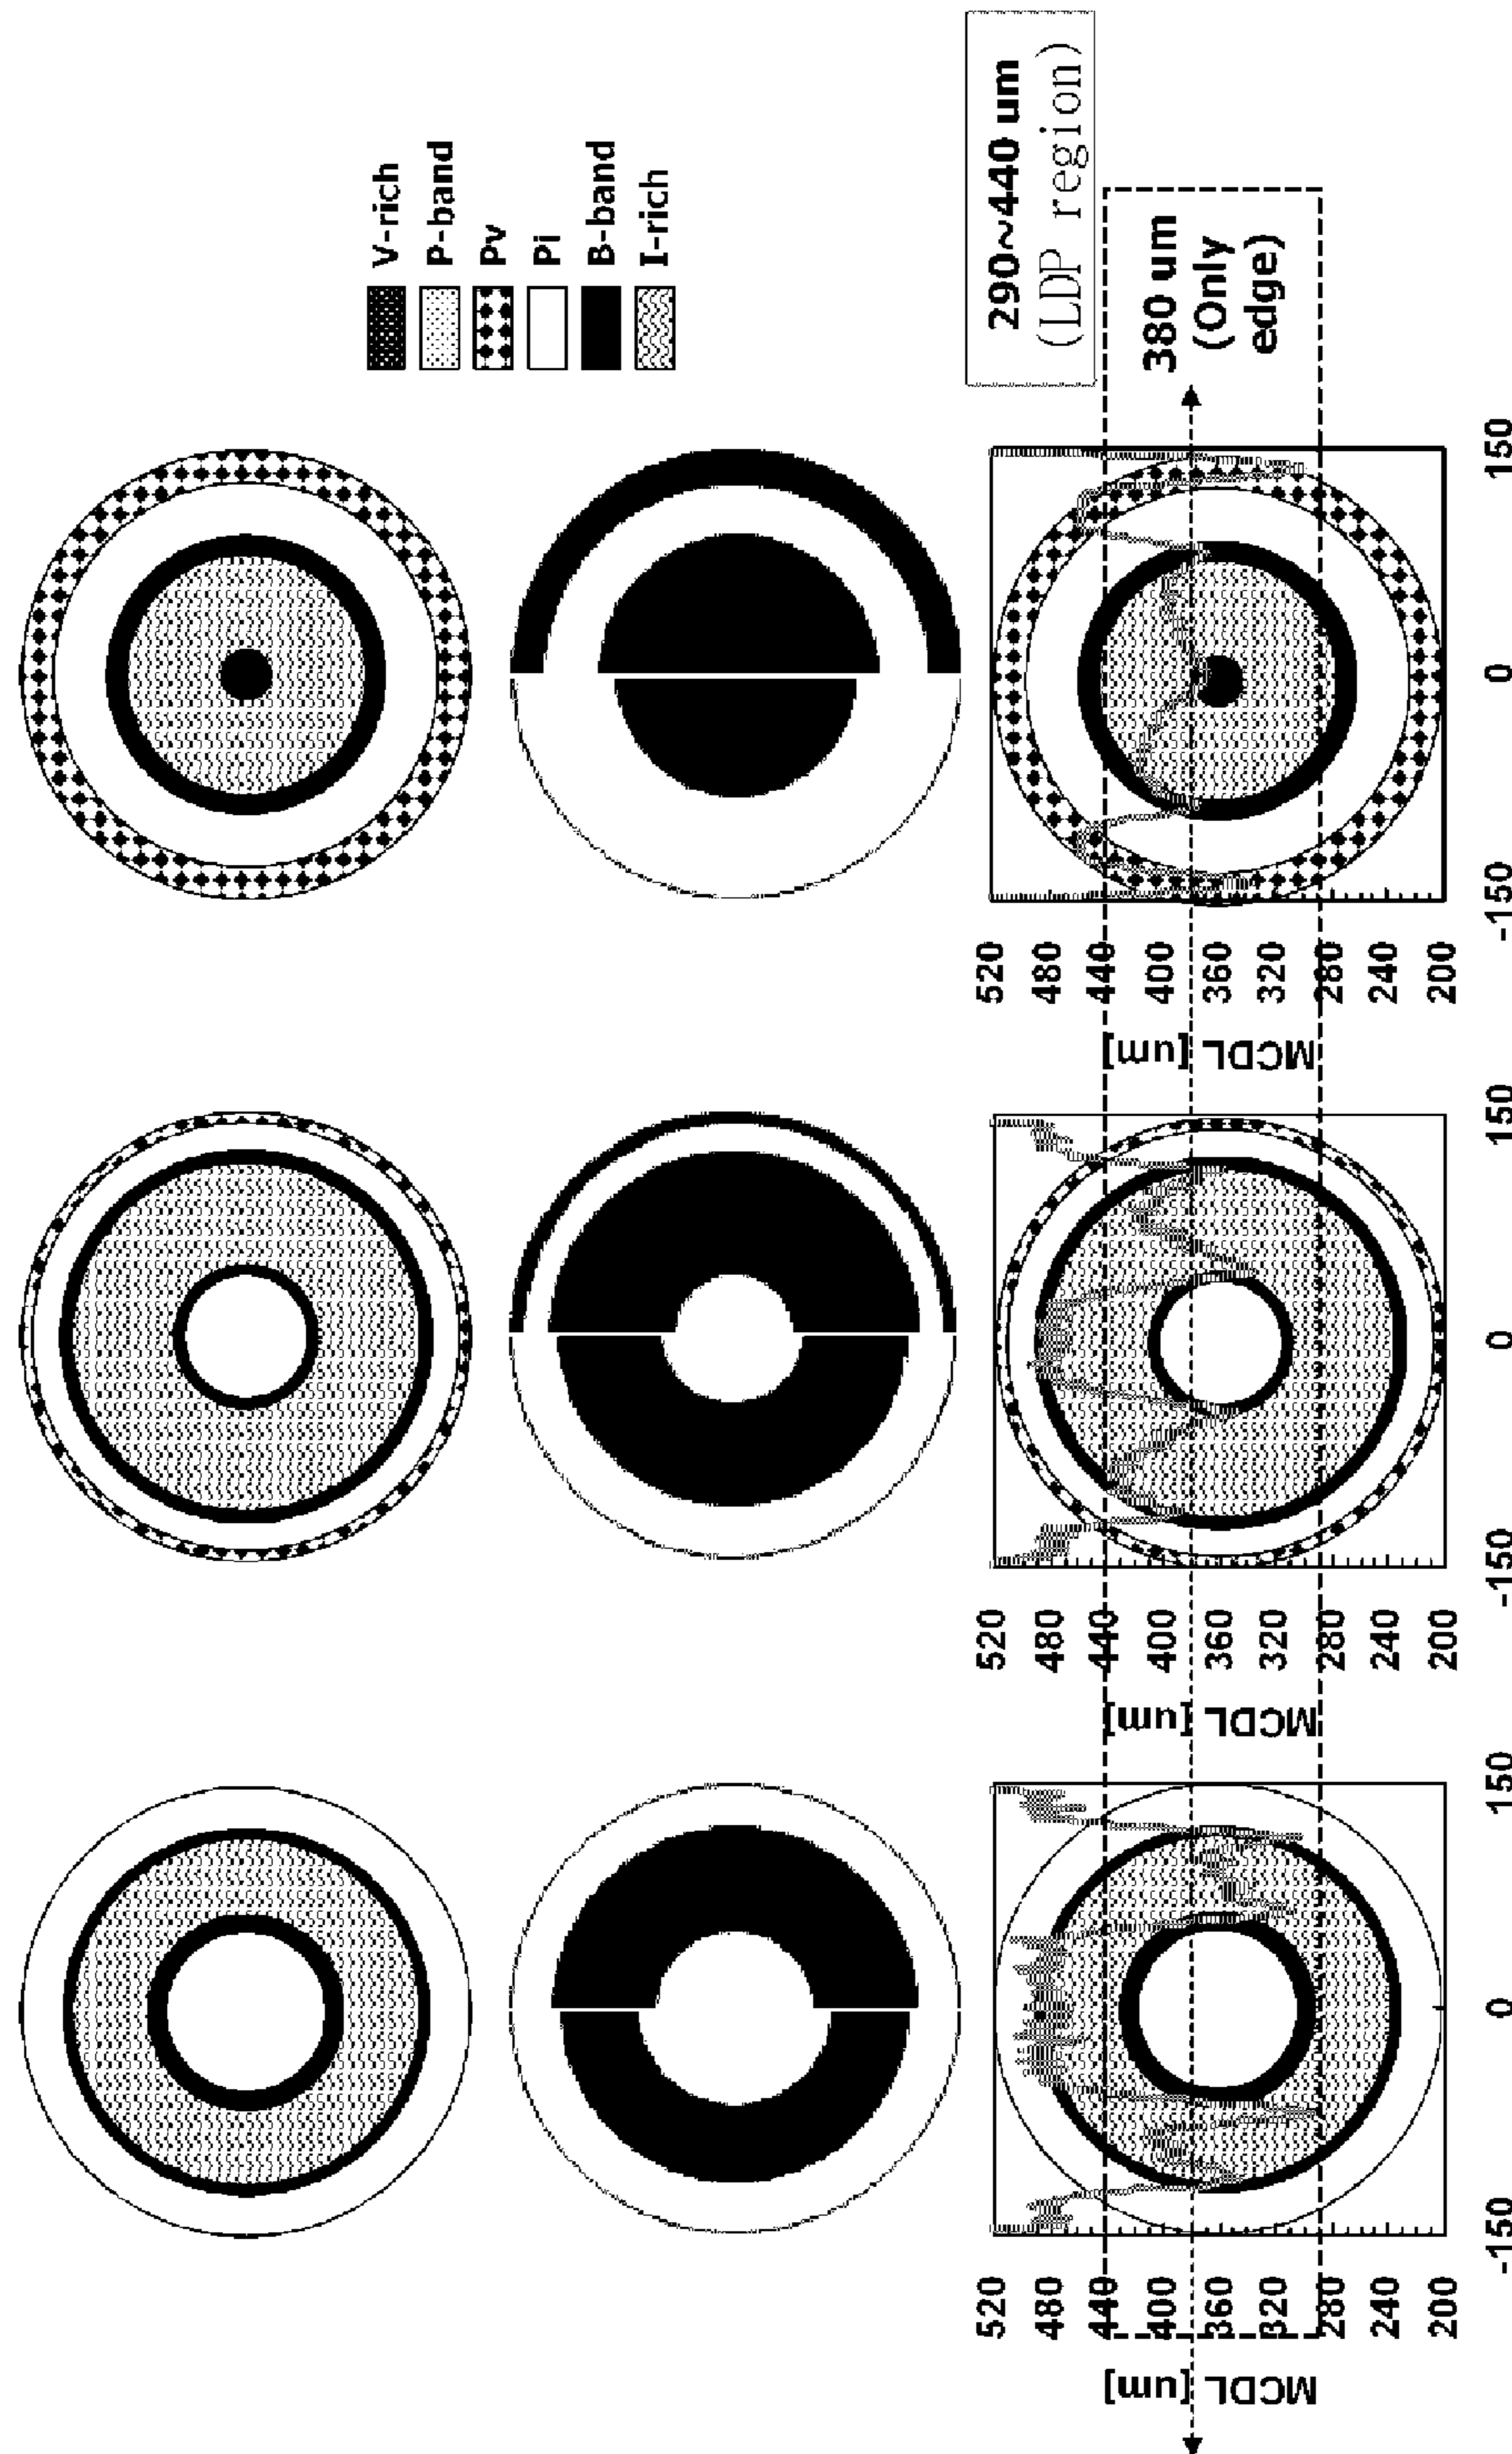 V-rich
P-band
Pv
Pi
B-band
I-rich
290~440 um
(LDP region)
380 um
(Only
edge)
MCDL [um]
520
480
440
400
360
320
280
240
200
-150
0
150
MCDL [um]
520
480
440
400
360
320
280
240
200
-150
0
150
MCDL [um]
520
480
440
400
360
320
280
240
200
-150
0
150